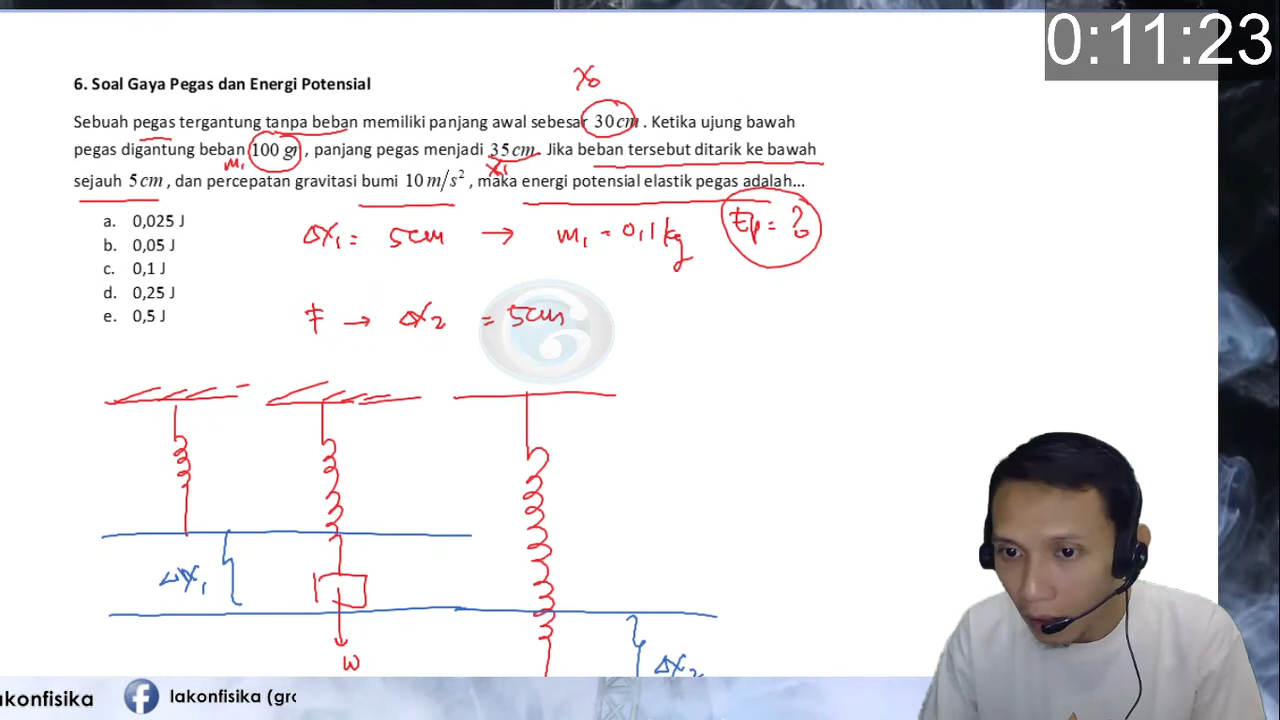 0:11:23
6. Soal Gaya Pegas dan Energi Potensial
x₀
Sebuah pegas tergantung tanpa beban memiliki panjang awal sebesar 30 cm . Ketika ujung bawah
pegas digantung beban 100 gr , panjang pegas menjadi 35 cm . Jika beban tersebut ditarik ke bawah
m₁ x₁
sejauh 5 cm , dan percepatan gravitasi bumi 10 m/s² , maka energi potensial elastik pegas adalah...
a. 0,025 J
b. 0,05 J
c. 0,1 J
d. 0,25 J
e. 0,5 J
Δx₁ = 5cm → m₁ = 0,1 kg Ep = ?
F → Δx₂ = 5cm
Δx₁
w
Δx₂
akonfisika lakonfisika (gr